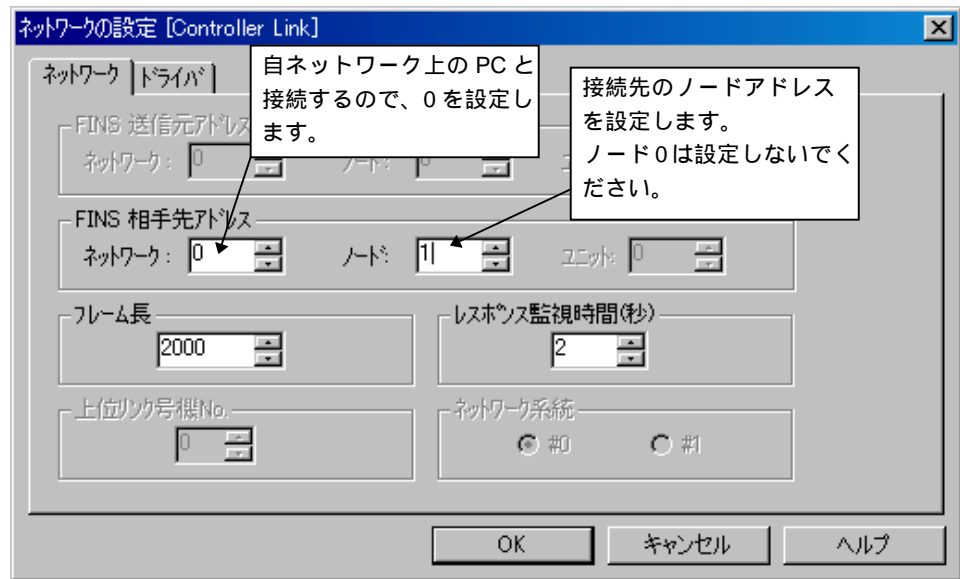 ネットワークの設定 [Controller Link]
ネットワーク ドライバ
自ネットワーク上の PC と
接続するので、0 を設定し
ます。
接続先のノードアドレス
を設定します。
ノード0は設定しないでく
ださい。
FINS 送信元アドレス
ネットワーク: 0 ノード: 0
FINS 相手先アドレス
ネットワーク: 0 ノード: 1 ユニット: 0
フレーム長
2000
レスポンス監視時間(秒)
2
上位リンク号機No.
0
ネットワーク系統
#0 #1
OK キャンセル ヘルプ